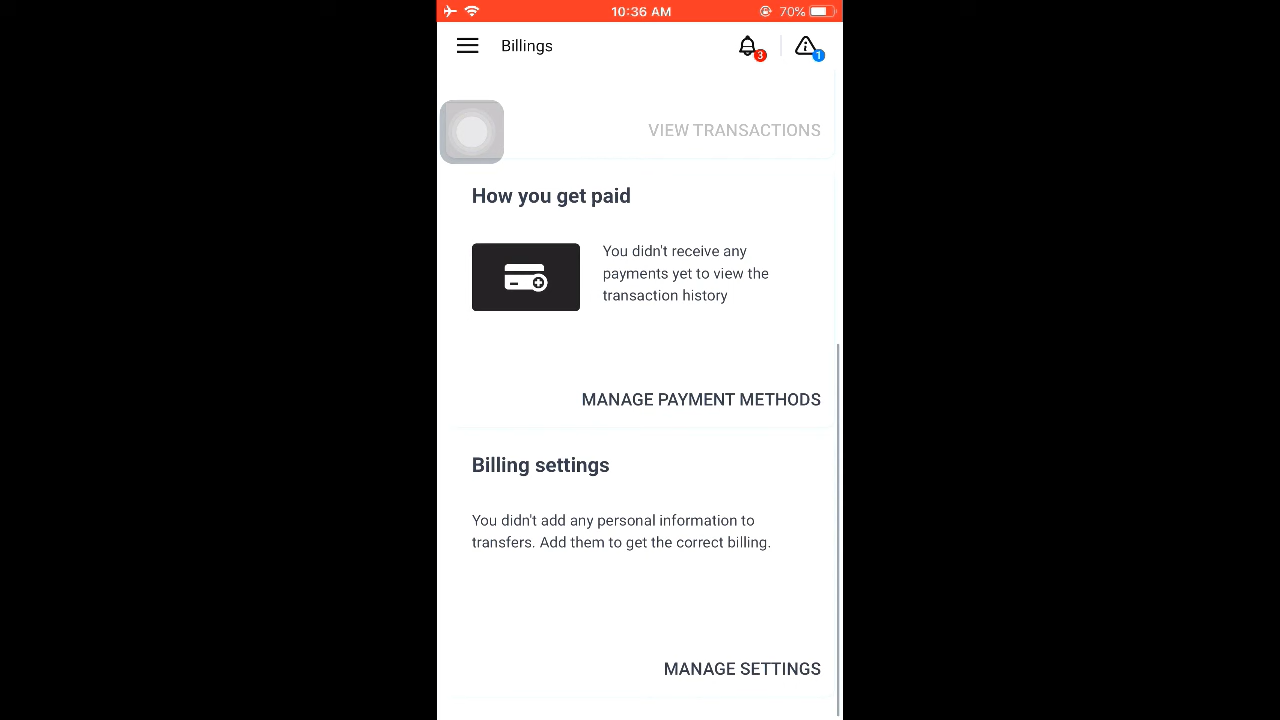 10:36 AM
70%
Billings
3
1
VIEW TRANSACTIONS
How you get paid
You didn't receive any
payments yet to view the
transaction history
MANAGE PAYMENT METHODS
Billing settings
You didn't add any personal information to
transfers. Add them to get the correct billing.
MANAGE SETTINGS